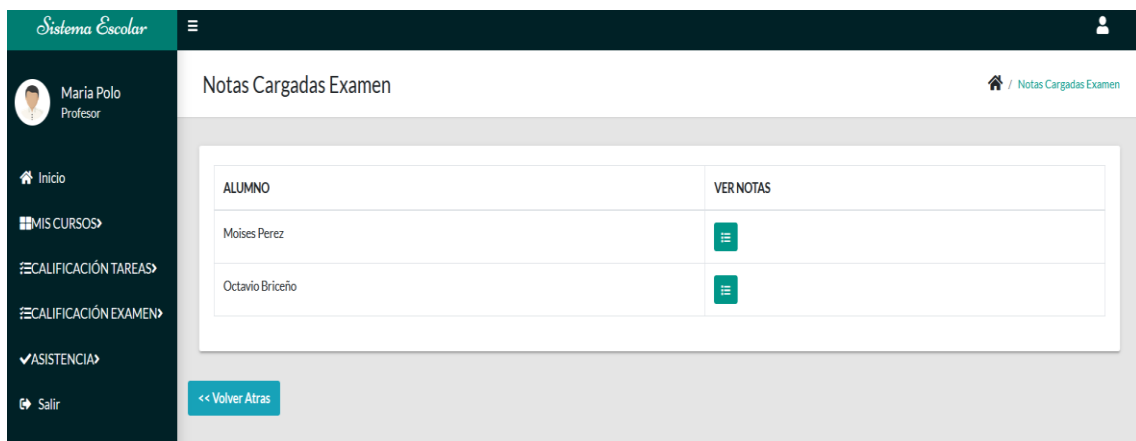 Sistema Escolar
Maria Polo
Profesor
Inicio
MIS CURSOS
CALIFICACIÓN TAREAS
CALIFICACIÓN EXAMEN
ASISTENCIA
Salir
Notas Cargadas Examen
/ Notas Cargadas Examen
ALUMNO VER NOTAS
Moises Perez
Octavio Briceño
<< Volver Atras